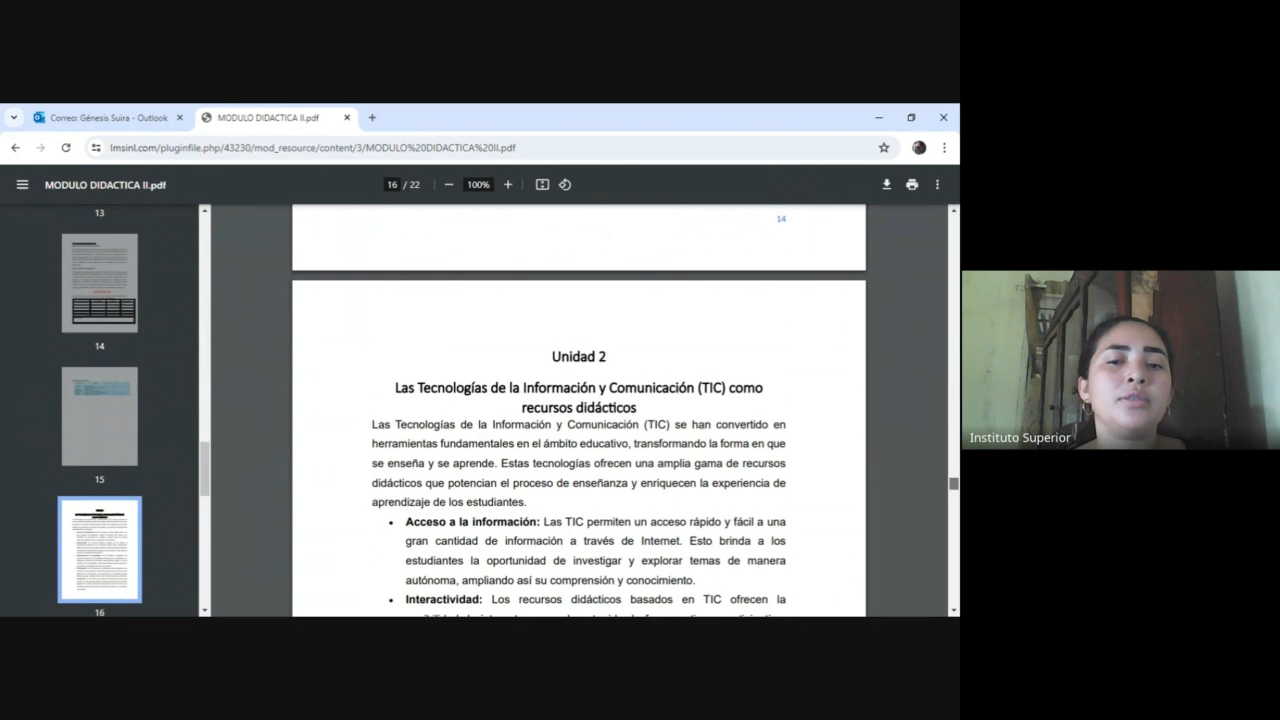 Correo: Génesis Suira - Outlook
MODULO DIDACTICA II.pdf
lmsinl.com/pluginfile.php/43230/mod_resource/content/3/MODULO%20DIDACTICA%20II.pdf
MODULO DIDACTICA II.pdf
16 / 22
100%
13
14
15
16
14
Unidad 2
Las Tecnologías de la Información y Comunicación (TIC) como
recursos didácticos
Las Tecnologías de la Información y Comunicación (TIC) se han convertido en
herramientas fundamentales en el ámbito educativo, transformando la forma en que
se enseña y se aprende. Estas tecnologías ofrecen una amplia gama de recursos
didácticos que potencian el proceso de enseñanza y enriquecen la experiencia de
aprendizaje de los estudiantes.
• Acceso a la información: Las TIC permiten un acceso rápido y fácil a una
gran cantidad de información a través de Internet. Esto brinda a los
estudiantes la oportunidad de investigar y explorar temas de manera
autónoma, ampliando así su comprensión y conocimiento.
• Interactividad: Los recursos didácticos basados en TIC ofrecen la
Instituto Superior